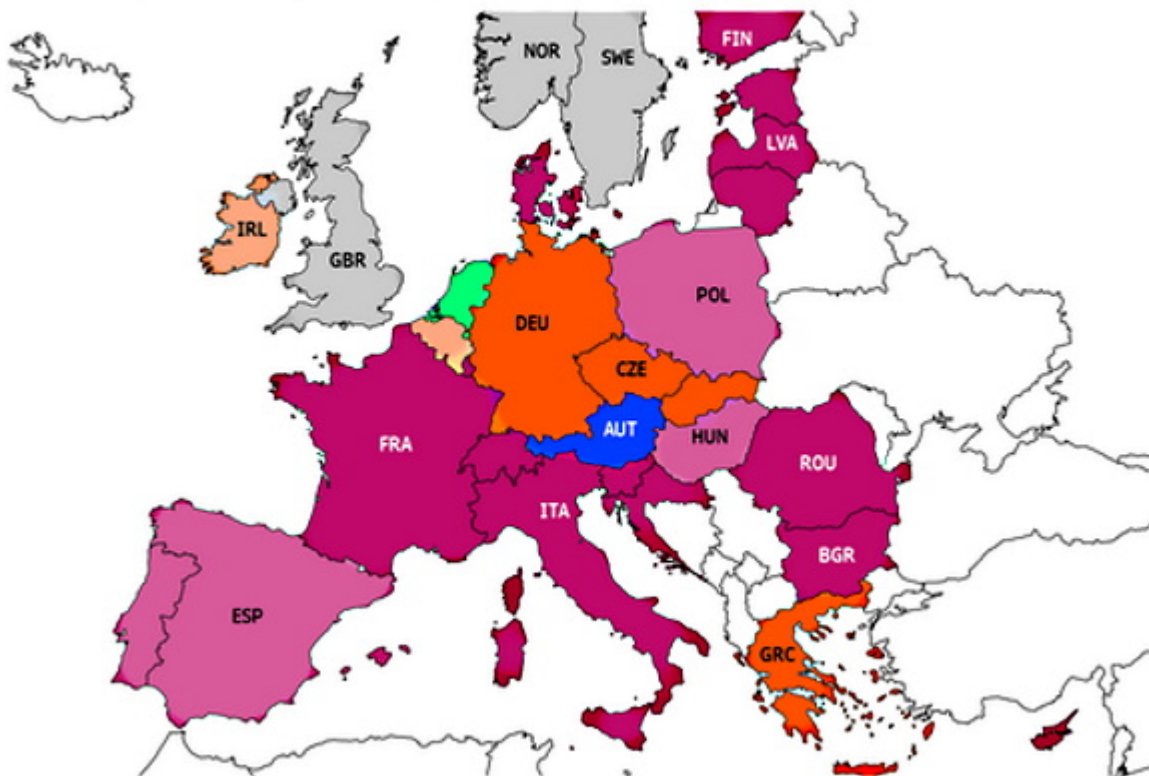 FIN
NOR
SWE
LVA
IRL
GBR
POL
DEU
CZE
AUT
HUN
FRA
ROU
ITA
BGR
ESP
GRC